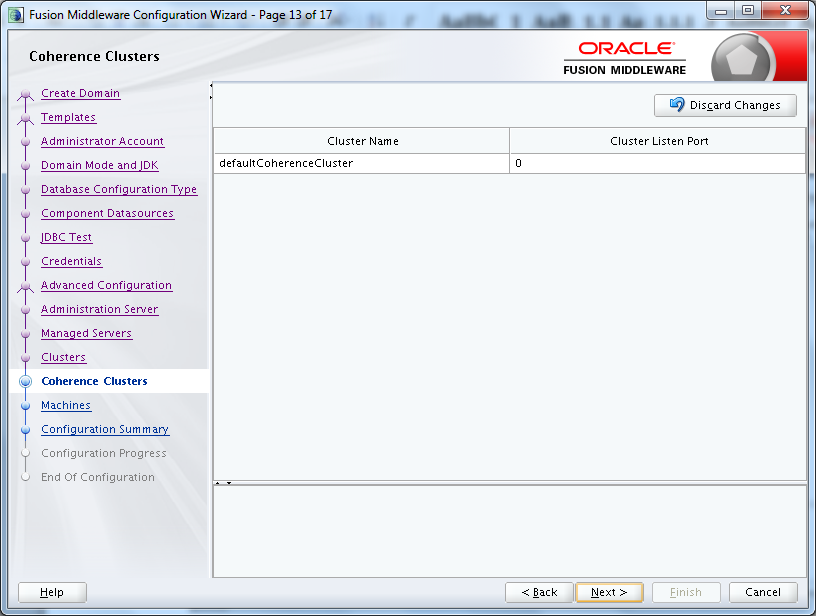 Fusion Middleware Configuration Wizard - Page 13 of 17
Coherence Clusters
ORACLE
FUSION MIDDLEWARE
Create Domain
Templates
Administrator Account
Domain Mode and JDK
Database Configuration Type
Component Datasources
JDBC Test
Credentials
Advanced Configuration
Administration Server
Managed Servers
Clusters
Coherence Clusters
Machines
Configuration Summary
Configuration Progress
End Of Configuration
Discard Changes
Cluster Name Cluster Listen Port
defaultCoherenceCluster 0
Help < Back Next > Finish Cancel